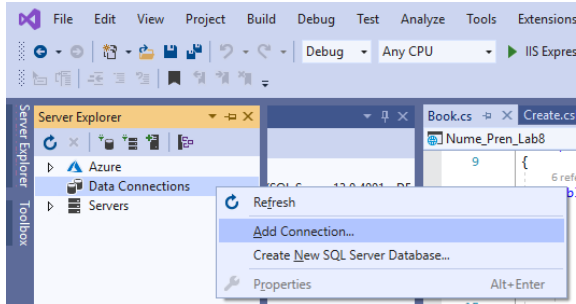 File Edit View Project Build Debug Test Analyze Tools Extensions
Debug Any CPU IIS Expres
Server Explorer
Toolbox
Server Explorer
Book.cs Create.cs
Nume_Pren_Lab8
9 {
6 refe
Azure
Data Connections
Servers
Refresh
Add Connection...
Create New SQL Server Database...
Properties Alt+Enter